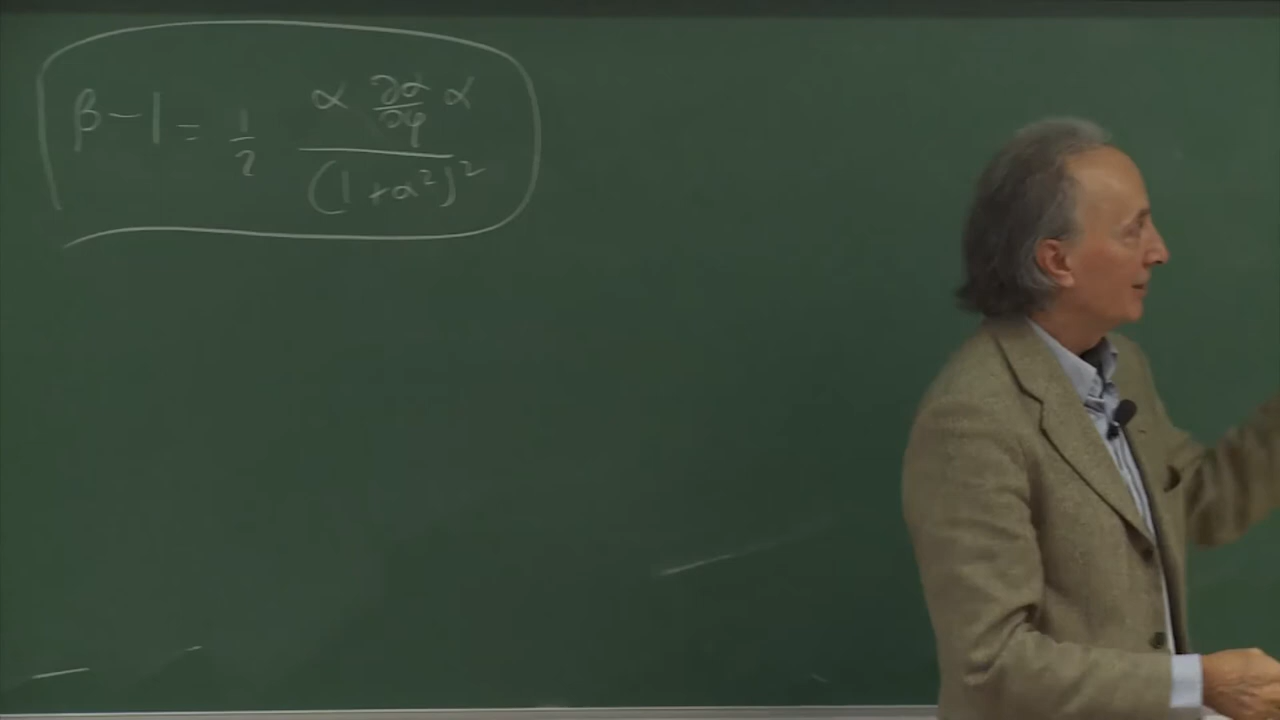 β − 1 = 1/2 (α ∂α/∂φ α) / (1 + α²)²